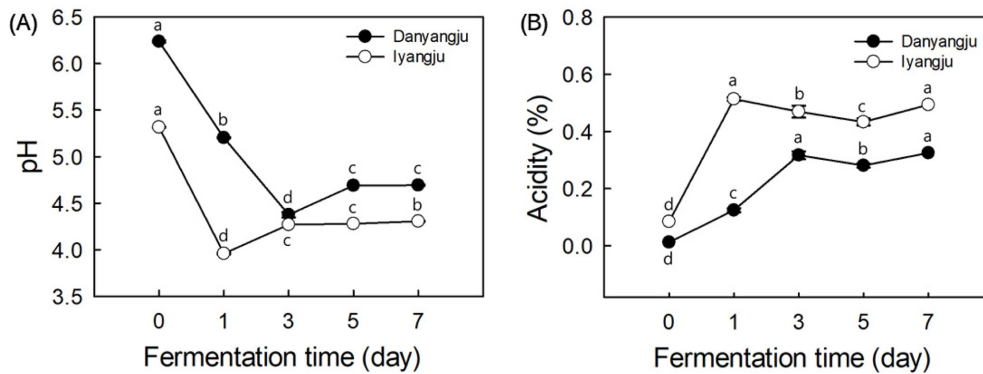 (A)
6.5
6.0
5.5
5.0
4.5
4.0
3.5
pH
Danyangju
Iyangju
a
b
d
c
c
a
d
c
c
b
0 1 3 5 7
Fermentation time (day)
(B)
0.8
0.6
0.4
0.2
0.0
Acidity (%)
Danyangju
Iyangju
a
b
c
a
d
a
b
a
c
d
0 1 3 5 7
Fermentation time (day)